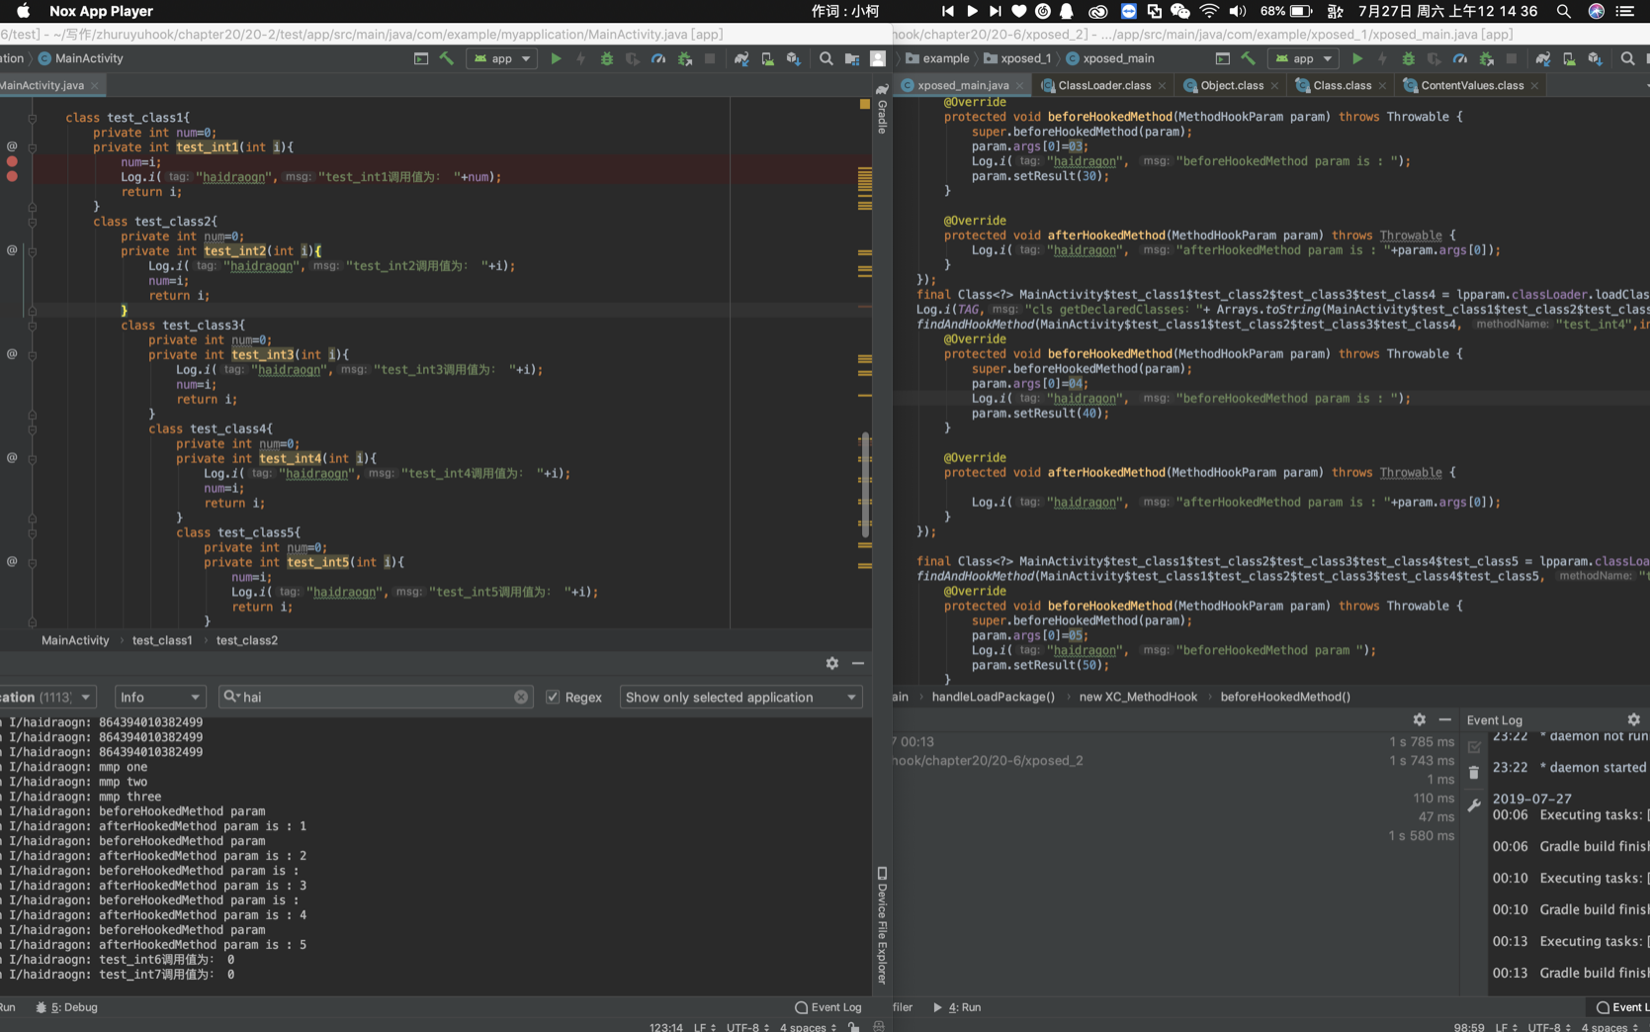 Nox App Player
作词 : 小柯
68%
7月27日 周六 上午12 14 36
6/test] - ~/写作/zhuruyuhook/chapter20/20-2/test/app/src/main/java/com/example/myapplication/MainActivity.java [app]
ation
MainActivity
app
MainActivity.java
class test_class1{
private int num=0;
private int test_int1(int i){
num=i;
Log.i( tag: "haidraogn", msg: "test_int1调用值为： "+num);
return i;
}
class test_class2{
private int num=0;
private int test_int2(int i){
Log.i( tag: "haidraogn", msg: "test_int2调用值为： "+i);
num=i;
return i;
}
class test_class3{
private int num=0;
private int test_int3(int i){
Log.i( tag: "haidraogn", msg: "test_int3调用值为： "+i);
num=i;
return i;
}
class test_class4{
private int num=0;
private int test_int4(int i){
Log.i( tag: "haidraogn", msg: "test_int4调用值为： "+i);
num=i;
return i;
}
class test_class5{
private int num=0;
private int test_int5(int i){
num=i;
Log.i( tag: "haidraogn", msg: "test_int5调用值为： "+i);
return i;
}
MainActivity › test_class1 › test_class2
cation (1113)
Info
hai
Regex
Show only selected application
n I/haidraogn: 864394010382499
n I/haidraogn: 864394010382499
n I/haidraogn: 864394010382499
n I/haidraogn: mmp one
n I/haidraogn: mmp two
n I/haidraogn: mmp three
n I/haidragon: beforeHookedMethod param
n I/haidragon: afterHookedMethod param is : 1
n I/haidragon: beforeHookedMethod param
n I/haidragon: afterHookedMethod param is : 2
n I/haidragon: beforeHookedMethod param is :
n I/haidragon: afterHookedMethod param is : 3
n I/haidragon: beforeHookedMethod param is :
n I/haidragon: afterHookedMethod param is : 4
n I/haidragon: beforeHookedMethod param
n I/haidragon: afterHookedMethod param is : 5
n I/haidraogn: test_int6调用值为： 0
n I/haidraogn: test_int7调用值为： 0
Run
5: Debug
Event Log
123:14 LF UTF-8 4 spaces
Gradle
Device File Explorer
hook/chapter20/20-6/xposed_2] - .../app/src/main/java/com/example/xposed_1/xposed_main.java [app]
example
xposed_1
xposed_main
app
xposed_main.java
ClassLoader.class
Object.class
Class.class
ContentValues.class
@Override
protected void beforeHookedMethod(MethodHookParam param) throws Throwable {
super.beforeHookedMethod(param);
param.args[0]=03;
Log.i( tag: "haidragon", msg: "beforeHookedMethod param is : ");
param.setResult(30);
}
@Override
protected void afterHookedMethod(MethodHookParam param) throws Throwable {
Log.i( tag: "haidragon", msg: "afterHookedMethod param is : "+param.args[0]);
}
});
final Class<?> MainActivity$test_class1$test_class2$test_class3$test_class4 = lpparam.classLoader.loadClas
Log.i(TAG, msg: "cls getDeclaredClasses: "+ Arrays.toString(MainActivity$test_class1$test_class2$test_class
findAndHookMethod(MainActivity$test_class1$test_class2$test_class3$test_class4, methodName: "test_int4",in
@Override
protected void beforeHookedMethod(MethodHookParam param) throws Throwable {
super.beforeHookedMethod(param);
param.args[0]=04;
Log.i( tag: "haidragon", msg: "beforeHookedMethod param is : ");
param.setResult(40);
}
@Override
protected void afterHookedMethod(MethodHookParam param) throws Throwable {
Log.i( tag: "haidragon", msg: "afterHookedMethod param is : "+param.args[0]);
}
});
final Class<?> MainActivity$test_class1$test_class2$test_class3$test_class4$test_class5 = lpparam.classLoa
findAndHookMethod(MainActivity$test_class1$test_class2$test_class3$test_class4$test_class5, methodName: "t
@Override
protected void beforeHookedMethod(MethodHookParam param) throws Throwable {
super.beforeHookedMethod(param);
param.args[0]=05;
Log.i( tag: "haidragon", msg: "beforeHookedMethod param ");
param.setResult(50);
}
ain › handleLoadPackage() › new XC_MethodHook › beforeHookedMethod()
7 00:13
1 s 785 ms
hook/chapter20/20-6/xposed_2
1 s 743 ms
1 ms
110 ms
47 ms
1 s 580 ms
Event Log
23:22 * daemon not run
23:22 * daemon started
2019-07-27
00:06 Executing tasks: [
00:06 Gradle build finish
00:10 Executing tasks: [
00:10 Gradle build finish
00:13 Executing tasks: [
00:13 Gradle build finish
filer
4: Run
Event L
98:59 LF UTF-8 4 spaces